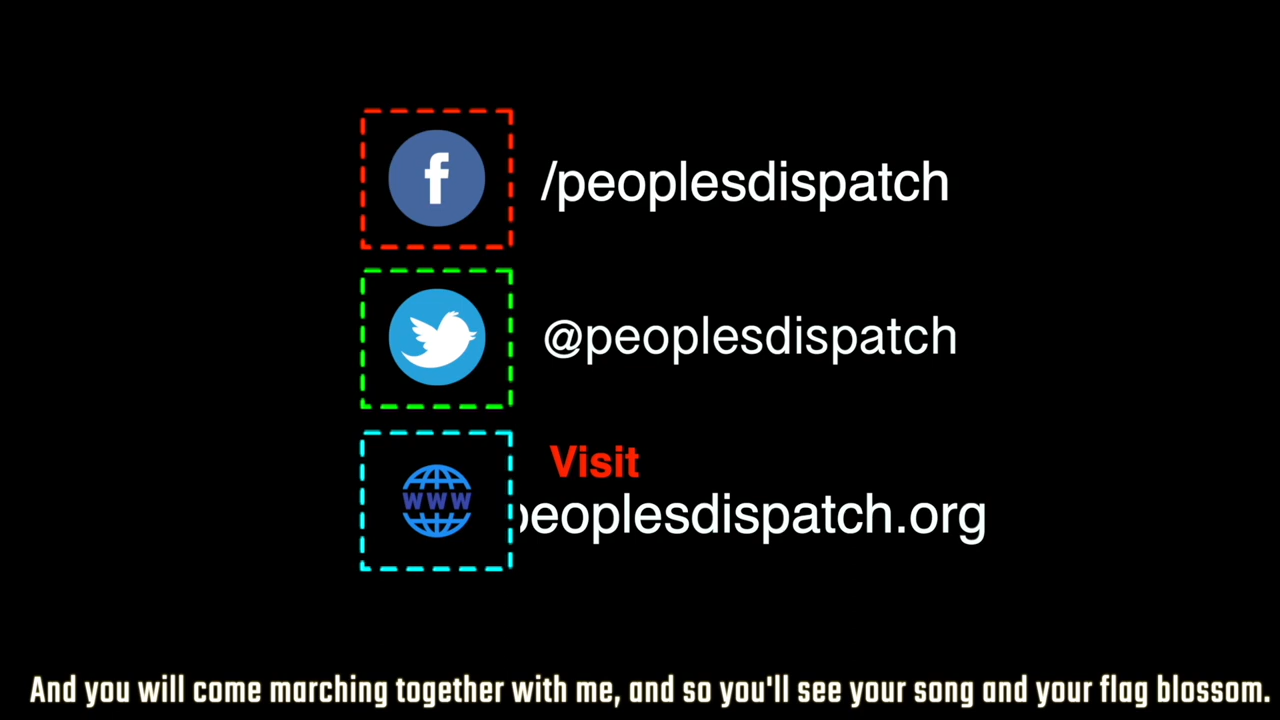 f
/peoplesdispatch
@peoplesdispatch
Visit
WWW
peoplesdispatch.org
And you will come marching together with me, and so you'll see your song and your flag blossom.